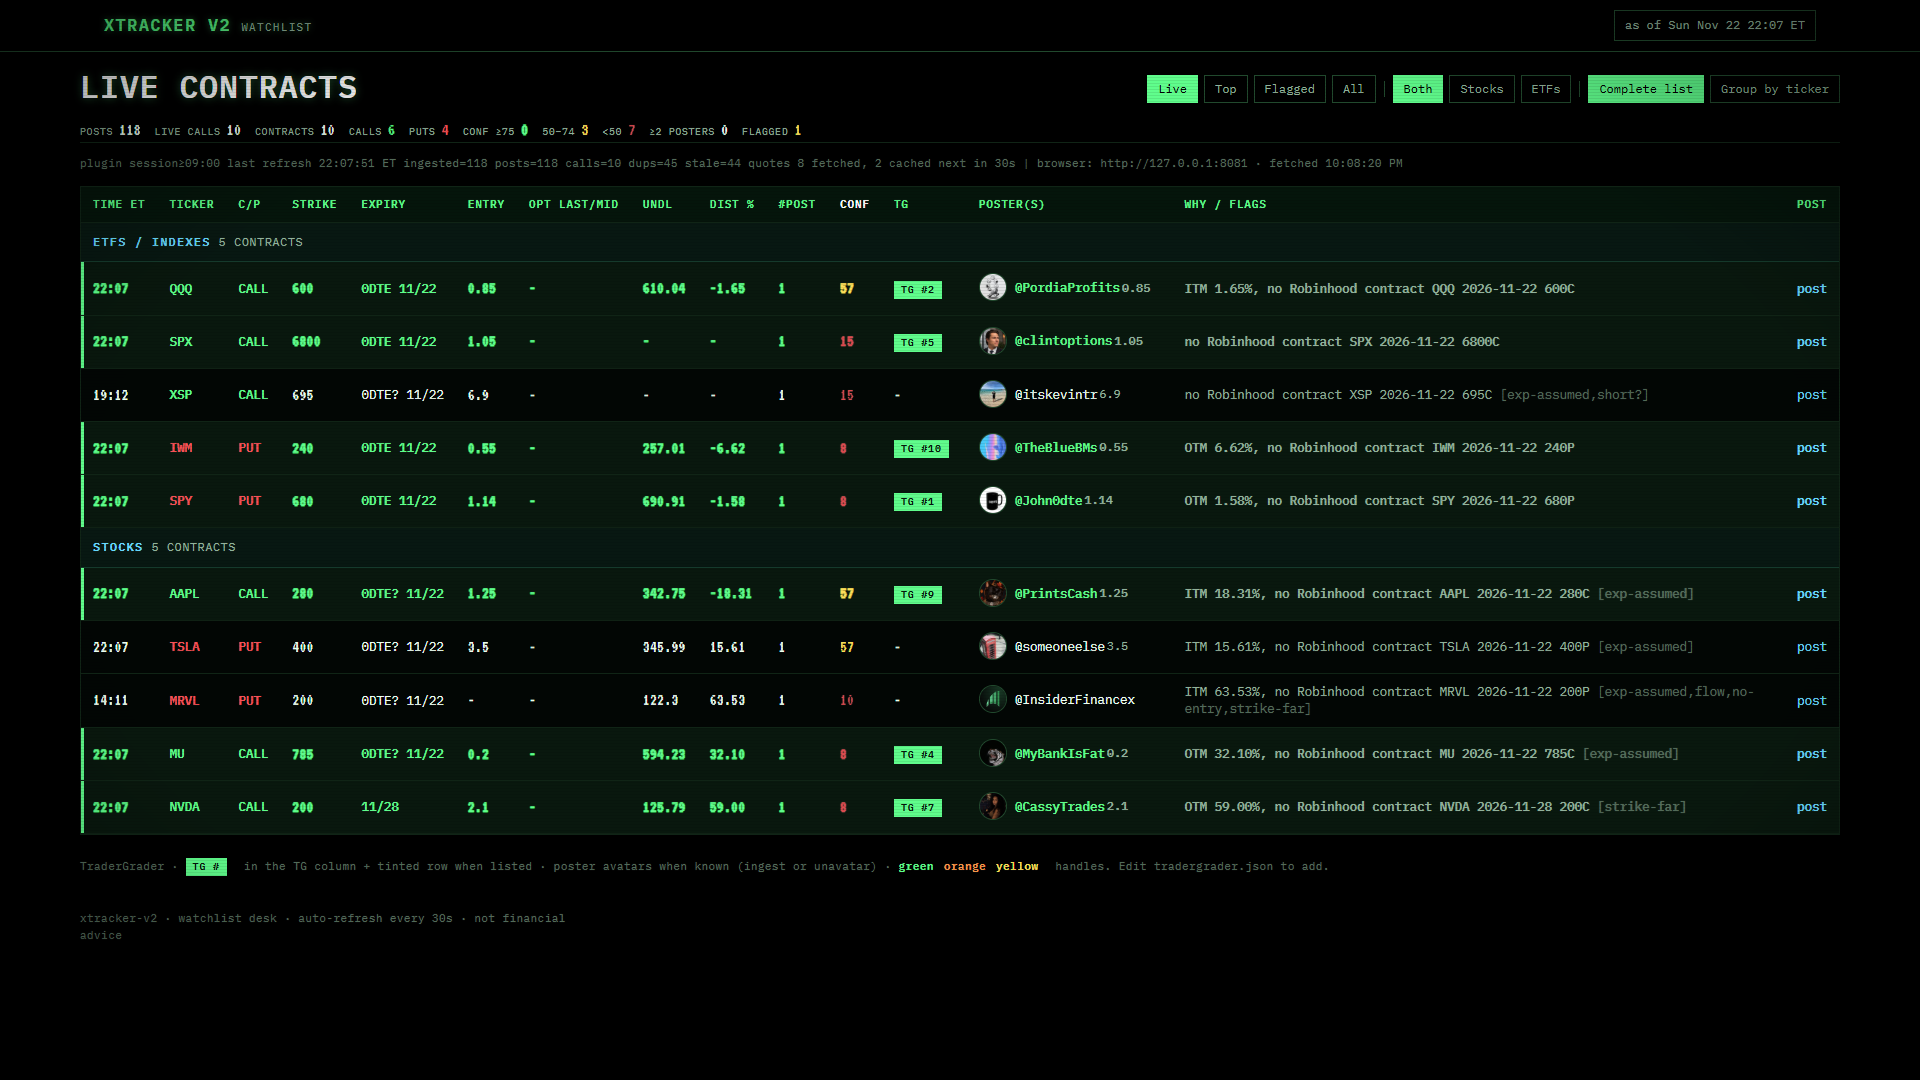 XTRACKER V2 WATCHLIST
as of Sun Nov 22 22:07 ET
LIVE CONTRACTS
Live Top Flagged All | Both Stocks ETFs | Complete list Group by ticker
POSTS 118 LIVE CALLS 10 CONTRACTS 10 CALLS 6 PUTS 4 CONF ≥75 0 50-74 3 <50 7 ≥2 POSTERS 0 FLAGGED 1
plugin session≥09:00 last refresh 22:07:51 ET ingested=118 posts=118 calls=10 dups=45 stale=44 quotes 8 fetched, 2 cached next in 30s | browser: http://127.0.0.1:8081 · fetched 10:08:20 PM
TIME ET TICKER C/P STRIKE EXPIRY ENTRY OPT LAST/MID UNDL DIST % #POST CONF TG POSTER(S) WHY / FLAGS POST
ETFS / INDEXES 5 CONTRACTS
22:07 QQQ CALL 600 0DTE 11/22 0.85 - 610.04 -1.65 1 57 TG #2 @PordiaProfits 0.85 ITM 1.65%, no Robinhood contract QQQ 2026-11-22 600C post
22:07 SPX CALL 6800 0DTE 11/22 1.05 - - - 1 15 TG #5 @clintoptions 1.05 no Robinhood contract SPX 2026-11-22 6800C post
19:12 XSP CALL 695 0DTE? 11/22 6.9 - - - 1 15 - @itskevintr 6.9 no Robinhood contract XSP 2026-11-22 695C [exp-assumed,short?] post
22:07 IWM PUT 240 0DTE 11/22 0.55 - 257.01 -6.62 1 8 TG #10 @TheBlueBMs 0.55 OTM 6.62%, no Robinhood contract IWM 2026-11-22 240P post
22:07 SPY PUT 680 0DTE 11/22 1.14 - 690.91 -1.58 1 8 TG #1 @John0dte 1.14 OTM 1.58%, no Robinhood contract SPY 2026-11-22 680P post
STOCKS 5 CONTRACTS
22:07 AAPL CALL 280 0DTE? 11/22 1.25 - 342.75 -18.31 1 57 TG #9 @PrintsCash 1.25 ITM 18.31%, no Robinhood contract AAPL 2026-11-22 280C [exp-assumed] post
22:07 TSLA PUT 400 0DTE? 11/22 3.5 - 345.99 15.61 1 57 - @someoneelse 3.5 ITM 15.61%, no Robinhood contract TSLA 2026-11-22 400P [exp-assumed] post
14:11 MRVL PUT 200 0DTE? 11/22 - - 122.3 63.53 1 10 - @InsiderFinancex ITM 63.53%, no Robinhood contract MRVL 2026-11-22 200P [exp-assumed,flow,no-
entry,strike-far] post
22:07 MU CALL 785 0DTE? 11/22 0.2 - 594.23 32.10 1 8 TG #4 @MyBankIsFat 0.2 OTM 32.10%, no Robinhood contract MU 2026-11-22 785C [exp-assumed] post
22:07 NVDA CALL 200 11/28 2.1 - 125.79 59.00 1 8 TG #7 @CassyTrades 2.1 OTM 59.00%, no Robinhood contract NVDA 2026-11-28 200C [strike-far] post
TraderGrader · TG # in the TG column + tinted row when listed · poster avatars when known (ingest or unavatar) · green orange yellow handles. Edit tradergrader.json to add.
xtracker-v2 · watchlist desk · auto-refresh every 30s · not financial
advice